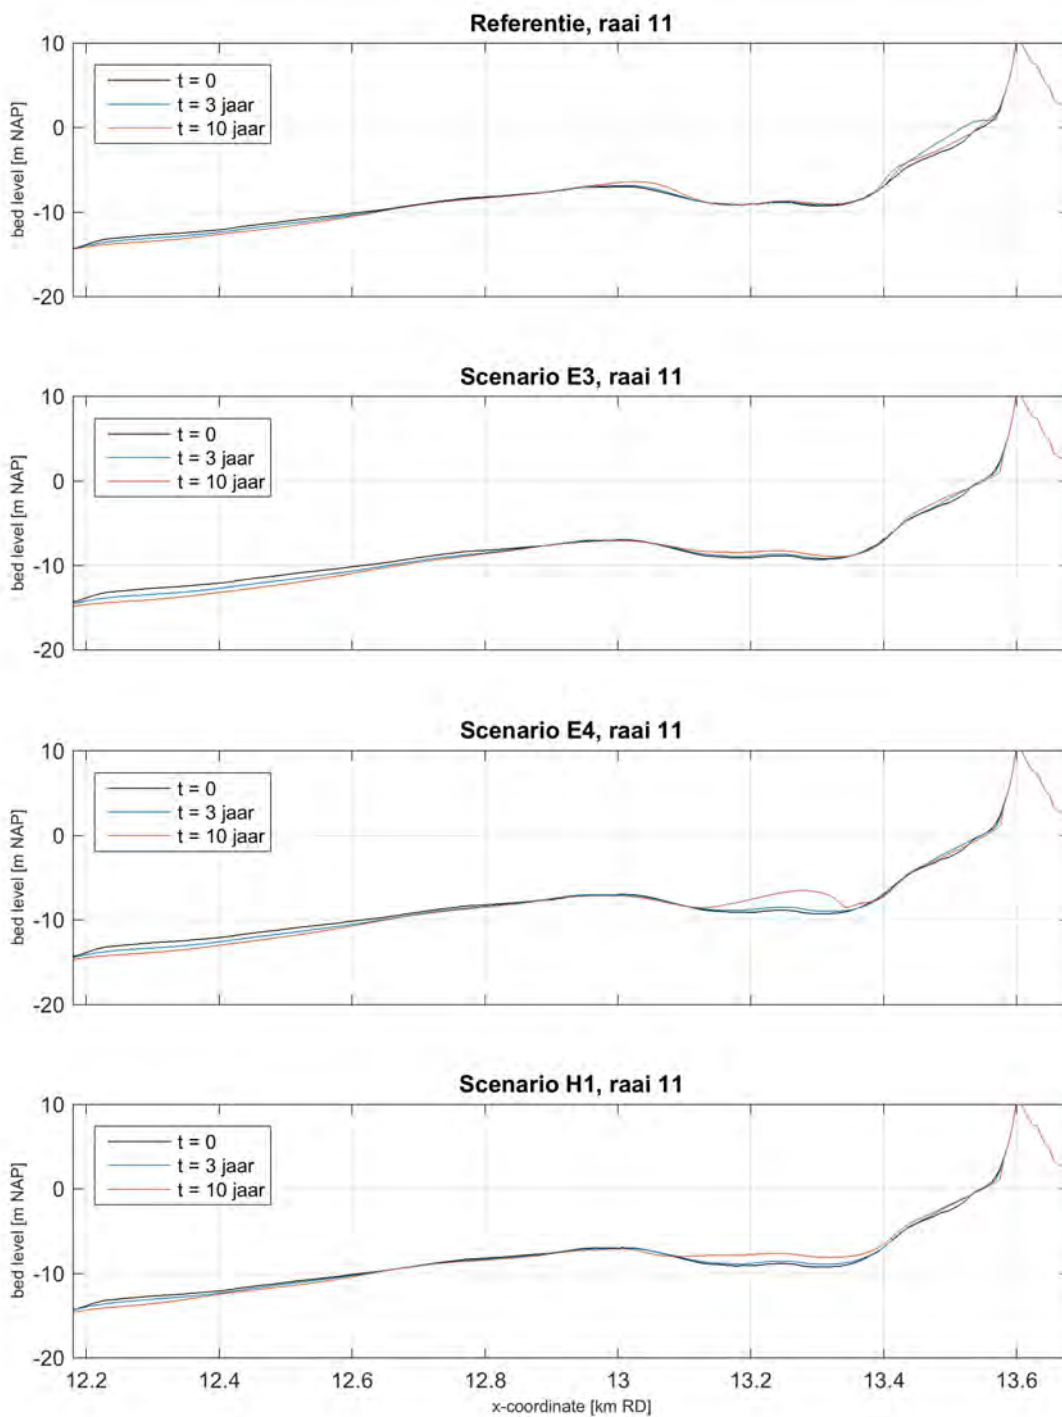 Referentie, raai 11
10
0
-10
-20
bed level [m NAP]
t = 0
t = 3 jaar
t = 10 jaar
Scenario E3, raai 11
10
0
-10
-20
bed level [m NAP]
t = 0
t = 3 jaar
t = 10 jaar
Scenario E4, raai 11
10
0
-10
-20
bed level [m NAP]
t = 0
t = 3 jaar
t = 10 jaar
Scenario H1, raai 11
10
0
-10
-20
bed level [m NAP]
t = 0
t = 3 jaar
t = 10 jaar
12.2 12.4 12.6 12.8 13 13.2 13.4 13.6
x-coordinate [km RD]